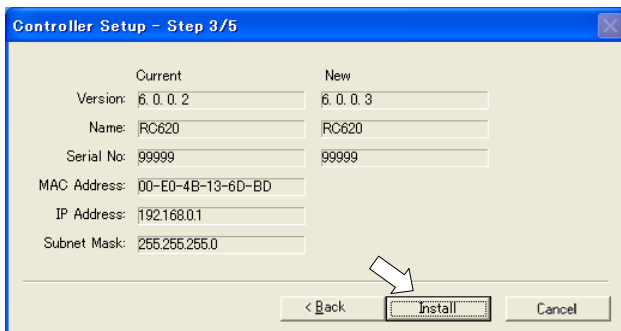 Controller Setup - Step 3/5
Current New
Version: 6. 0. 0. 2 6. 0. 0. 3
Name: RC620 RC620
Serial No: 99999 99999
MAC Address: 00-E0-4B-13-6D-BD
IP Address: 192.168.0.1
Subnet Mask: 255.255.255.0
< Back Install Cancel